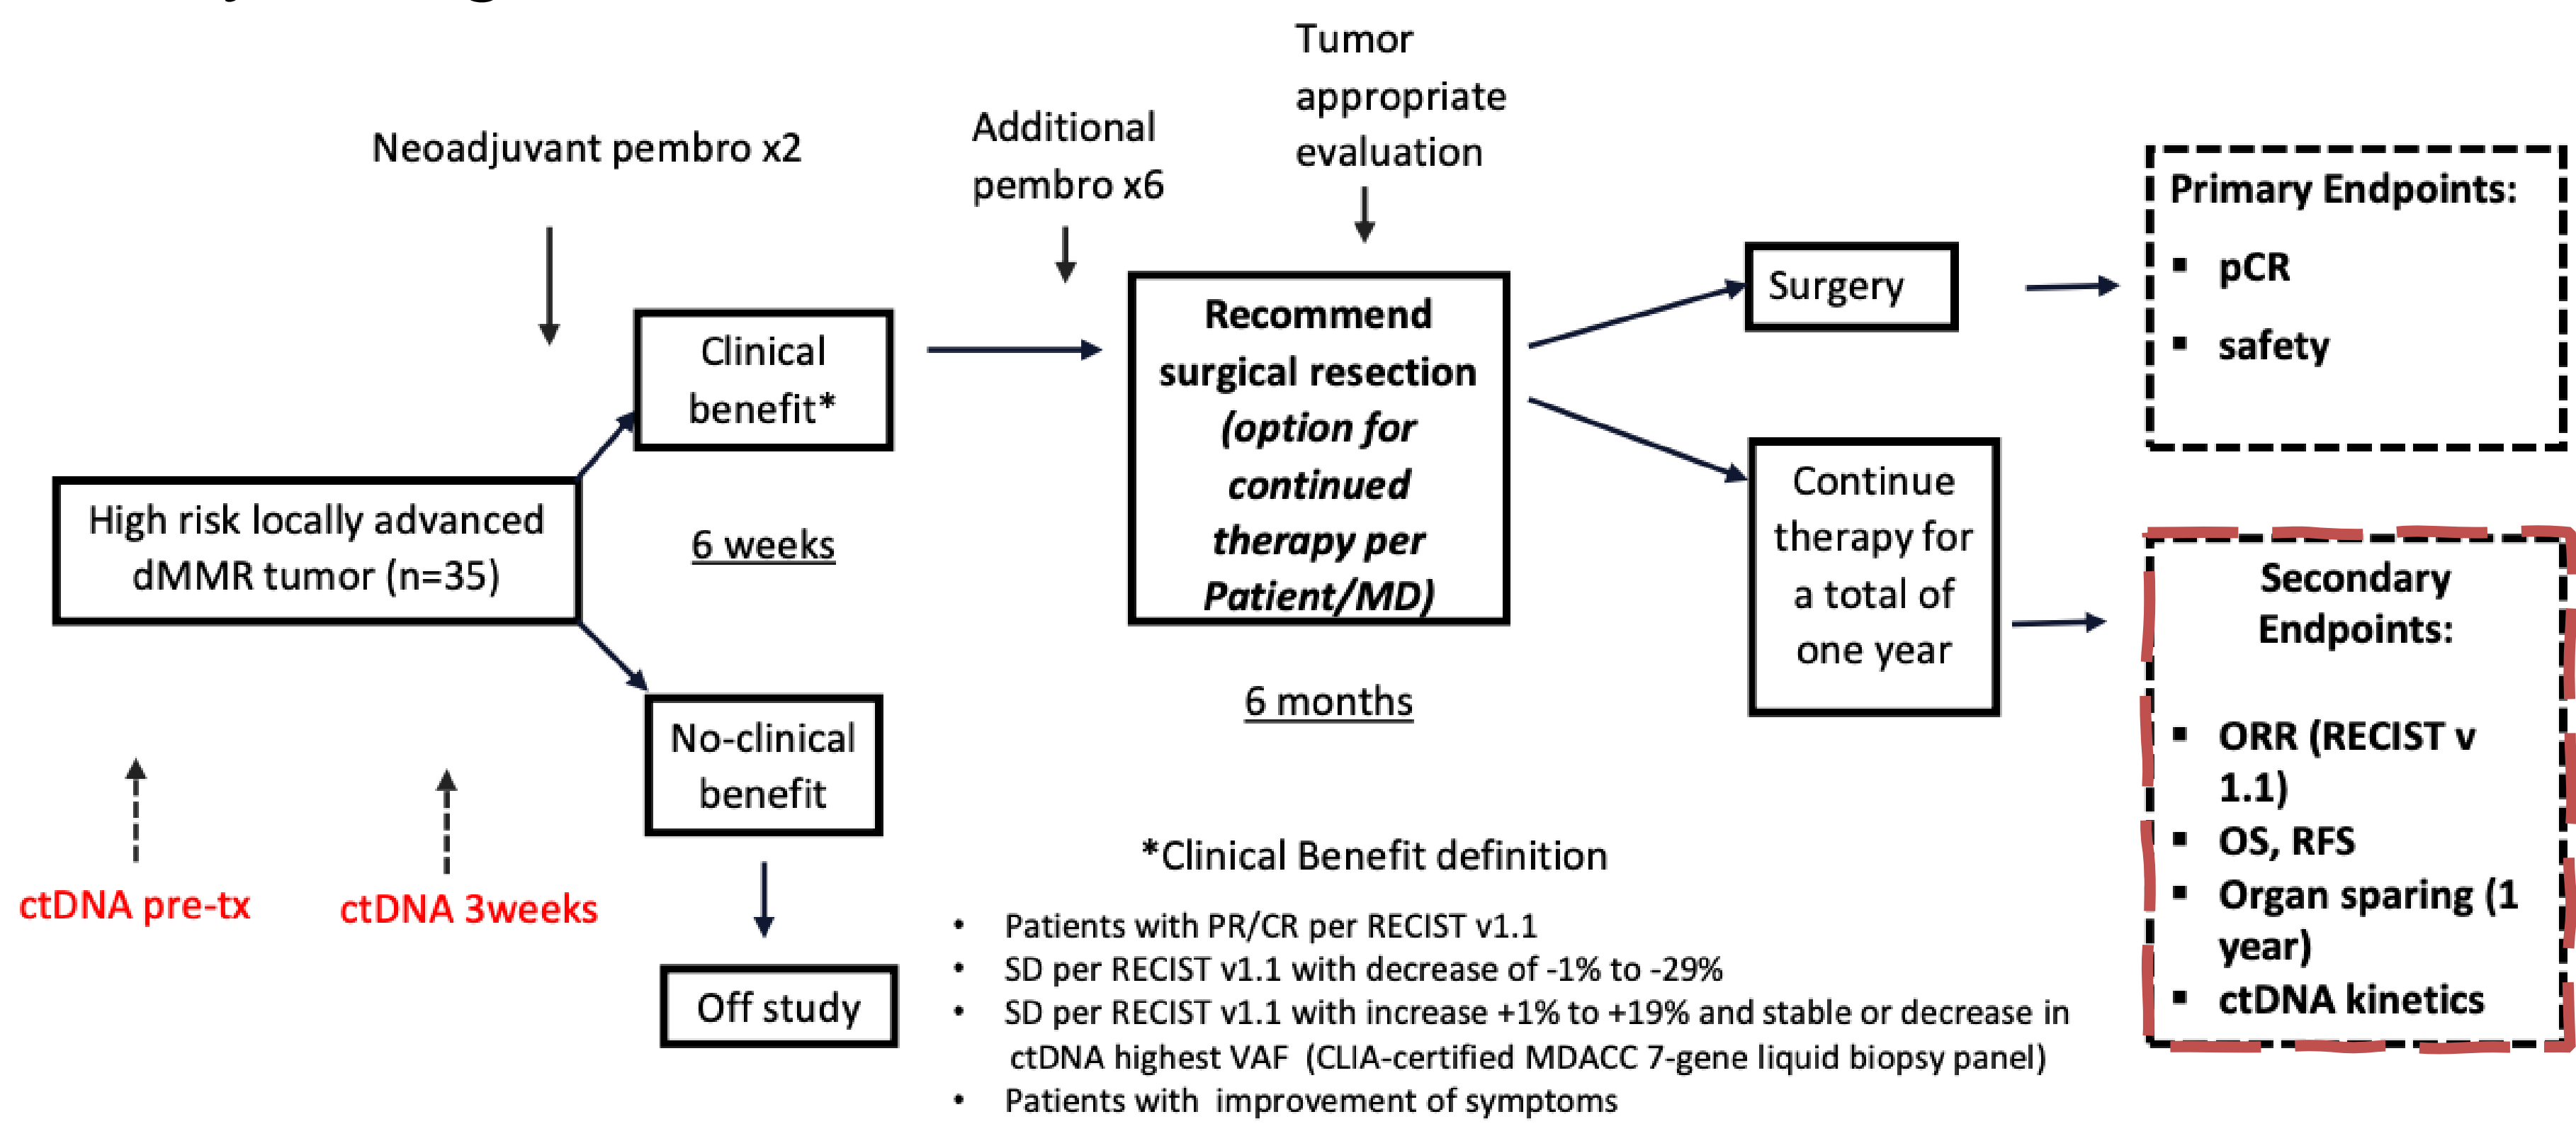 Neoadjuvant pembro x2
Additional
pembro x6
Tumor
appropriate
evaluation
High risk locally advanced
dMMR tumor (n=35)
Clinical
benefit*
6 weeks
No-clinical
benefit
Off study
ctDNA pre-tx
ctDNA 3weeks
Recommend
surgical resection
(option for
continued
therapy per
Patient/MD)
6 months
Surgery
Continue
therapy for
a total of
one year
Primary Endpoints:
▪ pCR
▪ safety
Secondary
Endpoints:
▪ ORR (RECIST v
1.1)
▪ OS, RFS
▪ Organ sparing (1
year)
▪ ctDNA kinetics
*Clinical Benefit definition
• Patients with PR/CR per RECIST v1.1
• SD per RECIST v1.1 with decrease of -1% to -29%
• SD per RECIST v1.1 with increase +1% to +19% and stable or decrease in
ctDNA highest VAF (CLIA-certified MDACC 7-gene liquid biopsy panel)
• Patients with improvement of symptoms